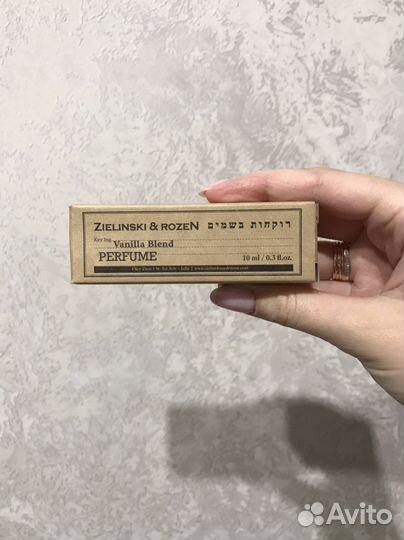 ZIELINSKI & ROZEN רוקחות בשמים
Key Ing. Vanilla Blend
PERFUME 10 ml / 0.3 fl.oz.
Avito